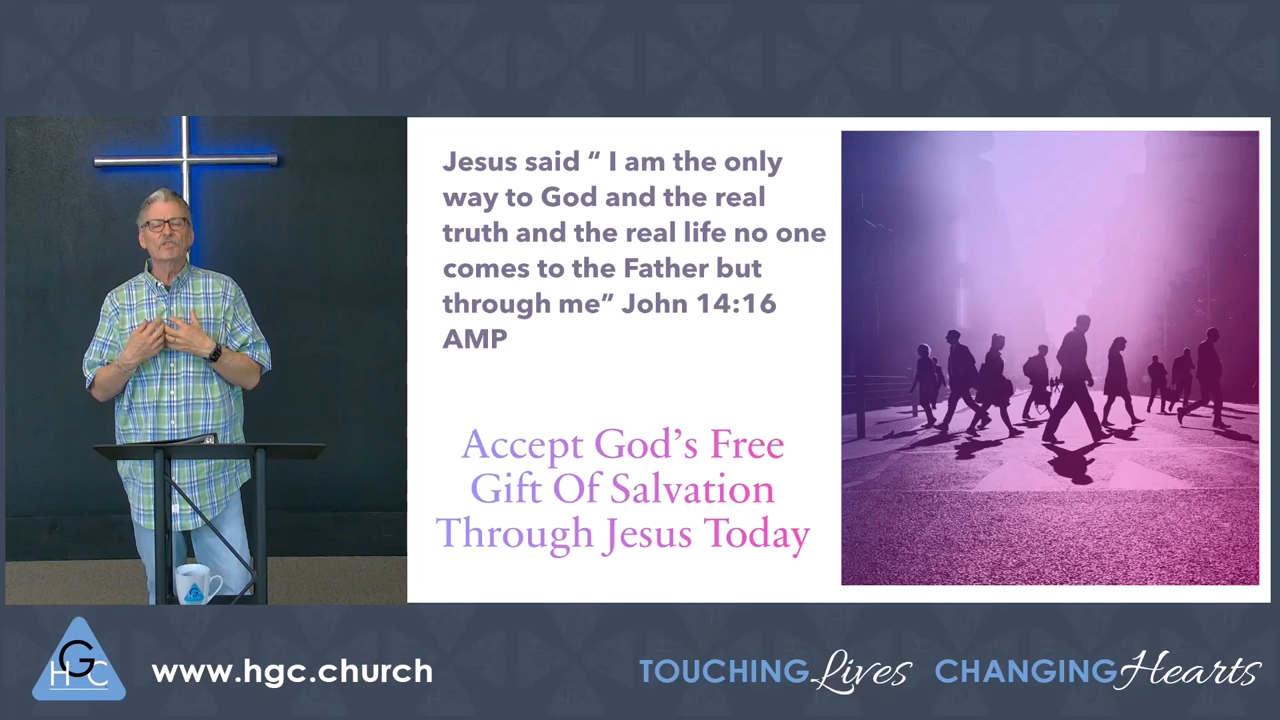 Jesus said “ I am the only
way to God and the real
truth and the real life no one
comes to the Father but
through me” John 14:16
AMP
Accept God’s Free
Gift Of Salvation
Through Jesus Today
HGC
www.hgc.church
TOUCHING Lives CHANGING Hearts